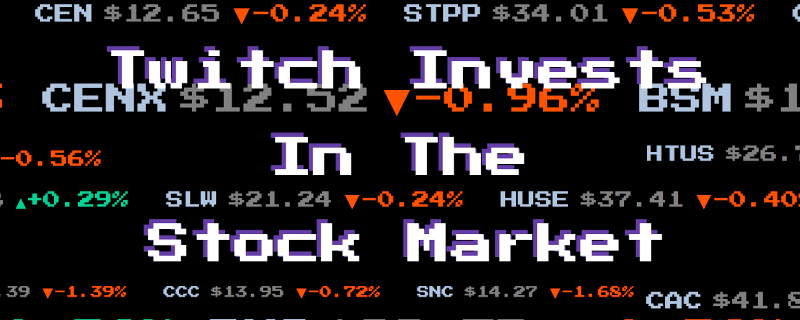 CEN $12.65 ▼-0.24% STPP $34.01 ▼-0.53%
Twitch Invests
CENX $12.52 ▼-0.96% BSM $1
In The
-0.56% HTUS $26.7
▲+0.29% SLW $21.24 ▼-0.24% HUSE $37.41 ▼-0.40
Stock Market
.39 ▼-1.39% CCC $13.95 ▼-0.72% SNC $14.27 ▼-1.68% CAC $41.8